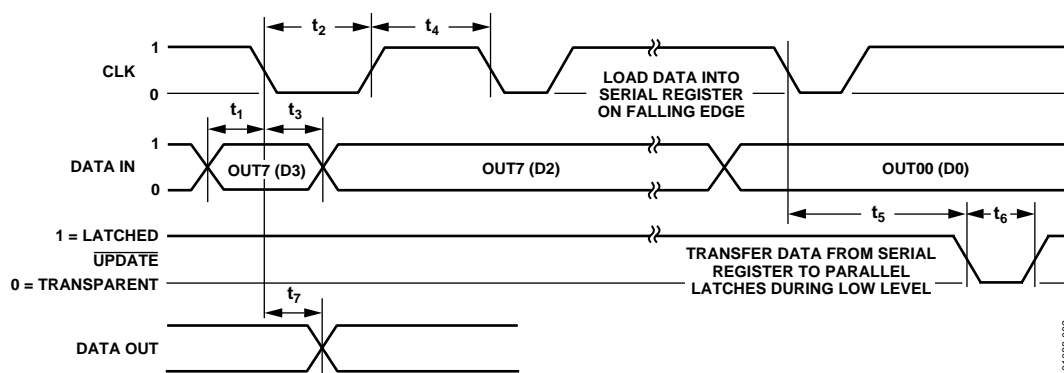 t2
t4
1
CLK
0
LOAD DATA INTO
SERIAL REGISTER
ON FALLING EDGE
t1
t3
1
DATA IN
0
OUT7 (D3)
OUT7 (D2)
OUT00 (D0)
t5
t6
1 = LATCHED
UPDATE
0 = TRANSPARENT
TRANSFER DATA FROM SERIAL
REGISTER TO PARALLEL
LATCHES DURING LOW LEVEL
t7
DATA OUT